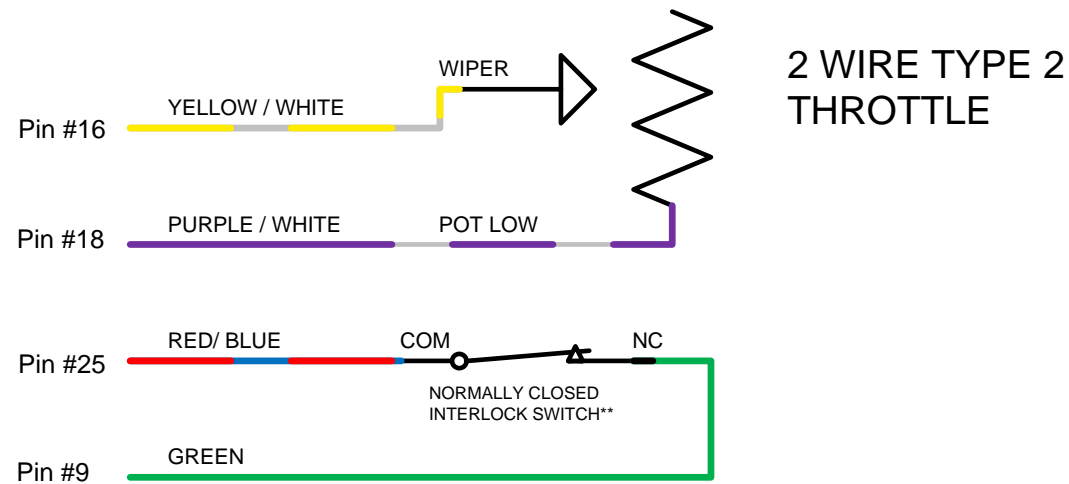 WIPER
2 WIRE TYPE 2
THROTTLE
YELLOW / WHITE
Pin #16
PURPLE / WHITE
POT LOW
Pin #18
RED/ BLUE
COM
NC
Pin #25
NORMALLY CLOSED
INTERLOCK SWITCH**
GREEN
Pin #9